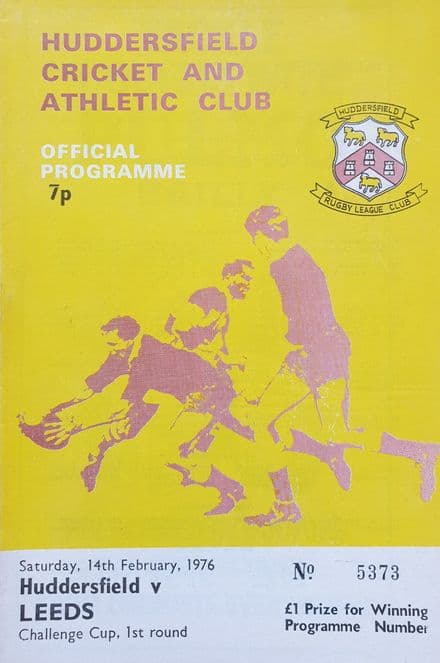 HUDDERSFIELD
CRICKET AND
ATHLETIC CLUB
OFFICIAL
PROGRAMME
7p
HUDDERSFIELD
RUGBY LEAGUE CLUB
Saturday, 14th February, 1976
Huddersfield v
LEEDS
Challenge Cup, 1st round
No 5373
£1 Prize for Winning
Programme Number